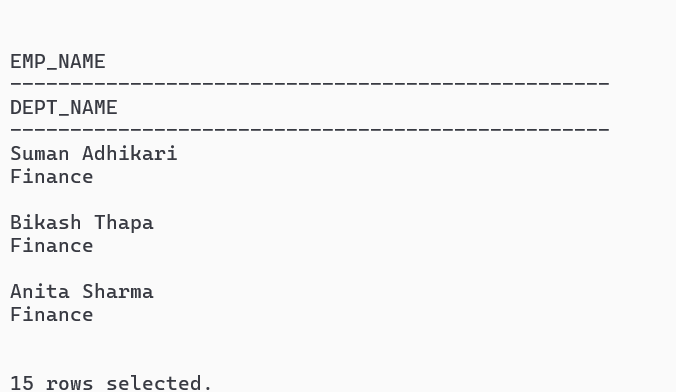 EMP_NAME
--------------------------------------------------
DEPT_NAME
--------------------------------------------------
Suman Adhikari
Finance
Bikash Thapa
Finance
Anita Sharma
Finance
15 rows selected.